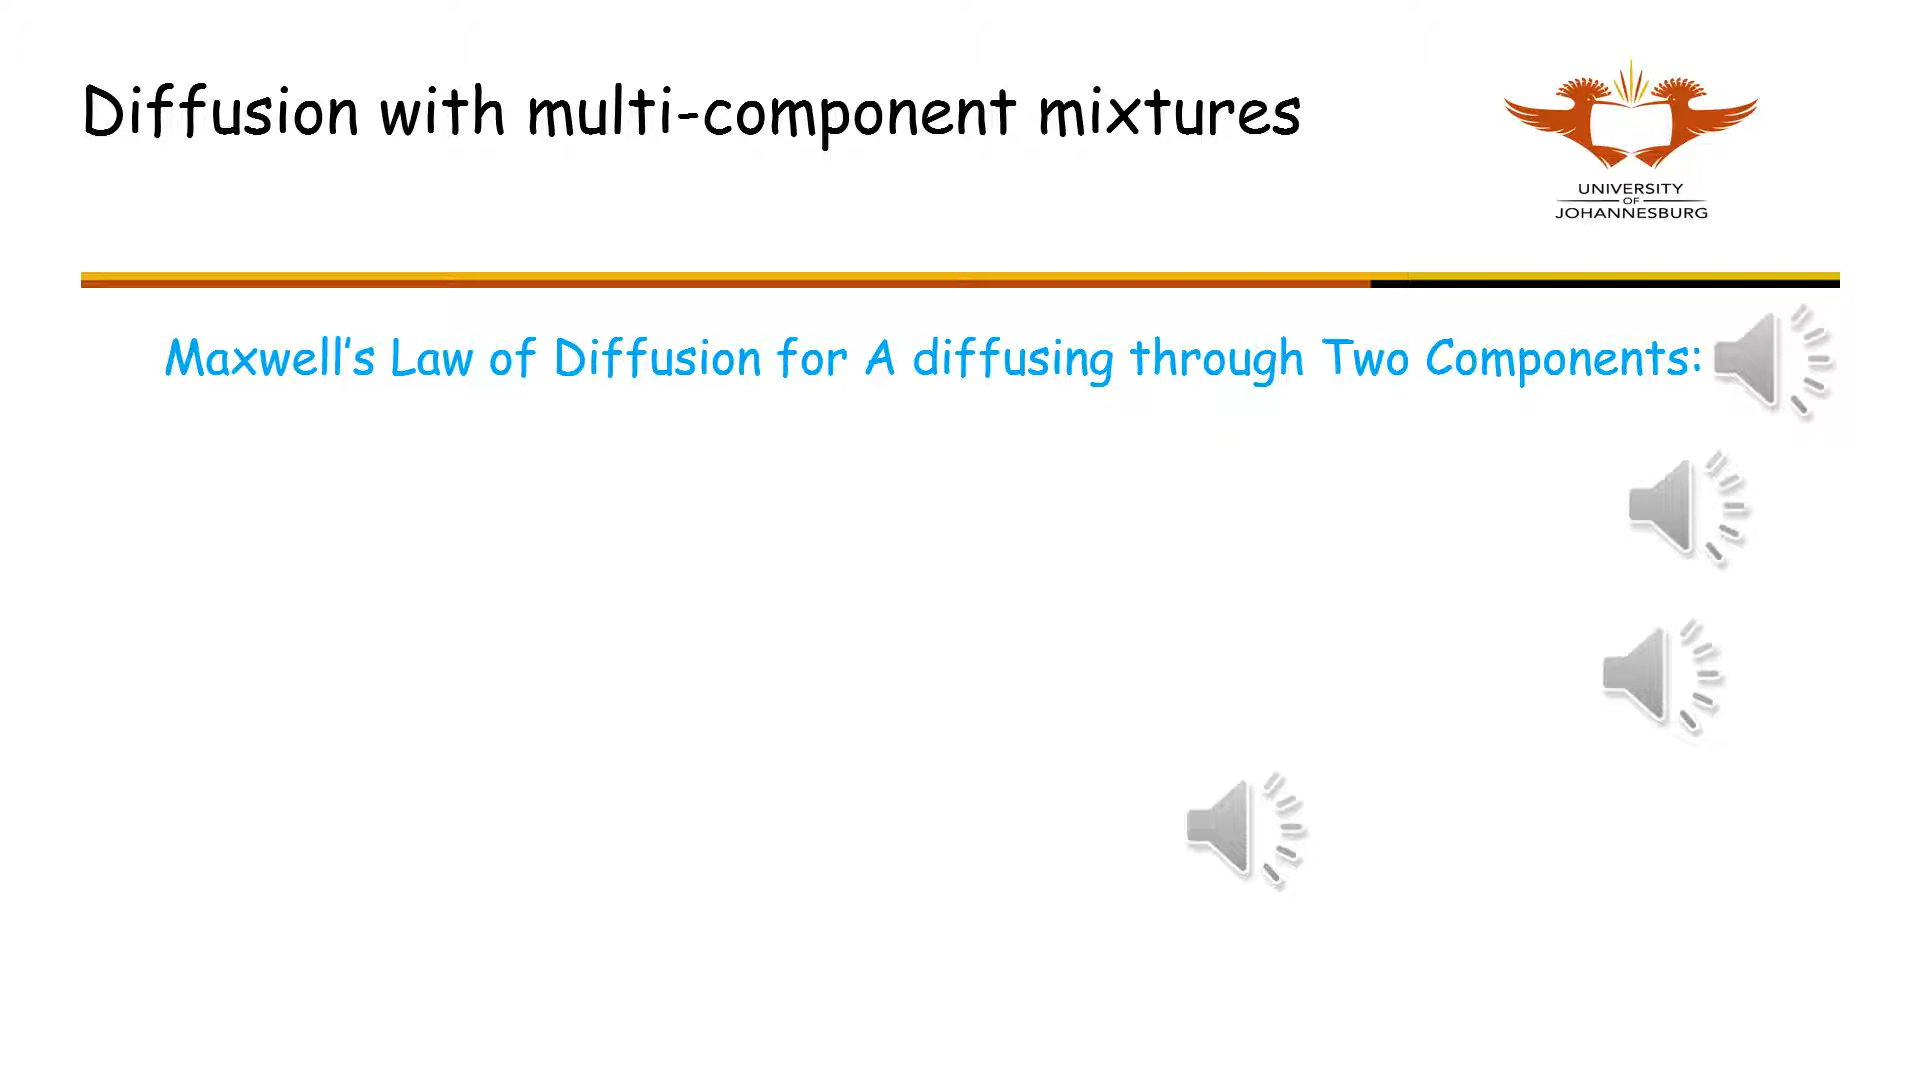 Diffusion with multi-component mixtures
UNIVERSITY
OF
JOHANNESBURG
Maxwell’s Law of Diffusion for A diffusing through Two Components: